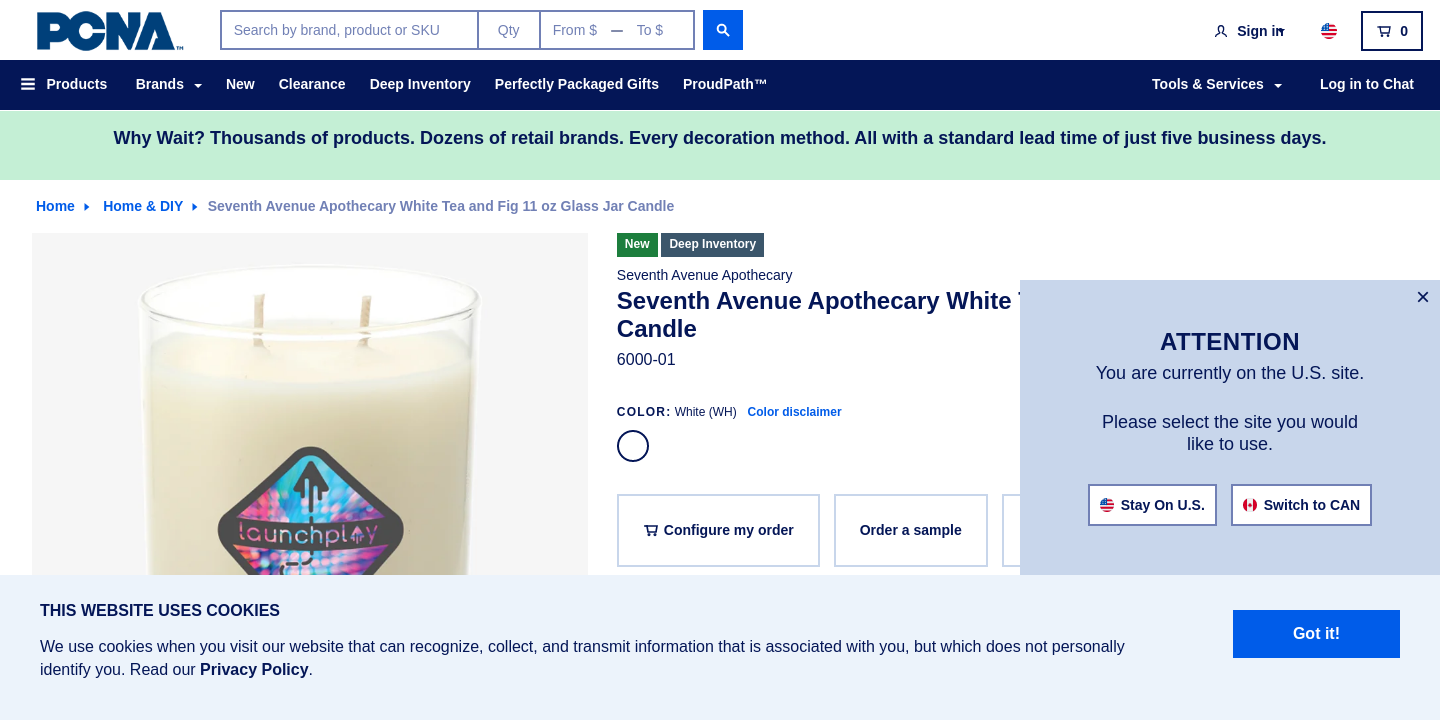 PCNA™
Search by brand, product or SKU
Qty
From $ — To $
Sign in
0
Products
Brands
New
Clearance
Deep Inventory
Perfectly Packaged Gifts
ProudPath™
Tools & Services
Log in to Chat
Why Wait? Thousands of products. Dozens of retail brands. Every decoration method. All with a standard lead time of just five business days.
Home
Home & DIY
Seventh Avenue Apothecary White Tea and Fig 11 oz Glass Jar Candle
New
Deep Inventory
Seventh Avenue Apothecary
Seventh Avenue Apothecary White
Candle
6000-01
COLOR: White (WH) Color disclaimer
Configure my order
Order a sample
launchplay
×
ATTENTION
You are currently on the U.S. site.
Please select the site you would
like to use.
Stay On U.S.
Switch to CAN
THIS WEBSITE USES COOKIES
We use cookies when you visit our website that can recognize, collect, and transmit information that is associated with you, but which does not personally
identify you. Read our Privacy Policy.
Got it!